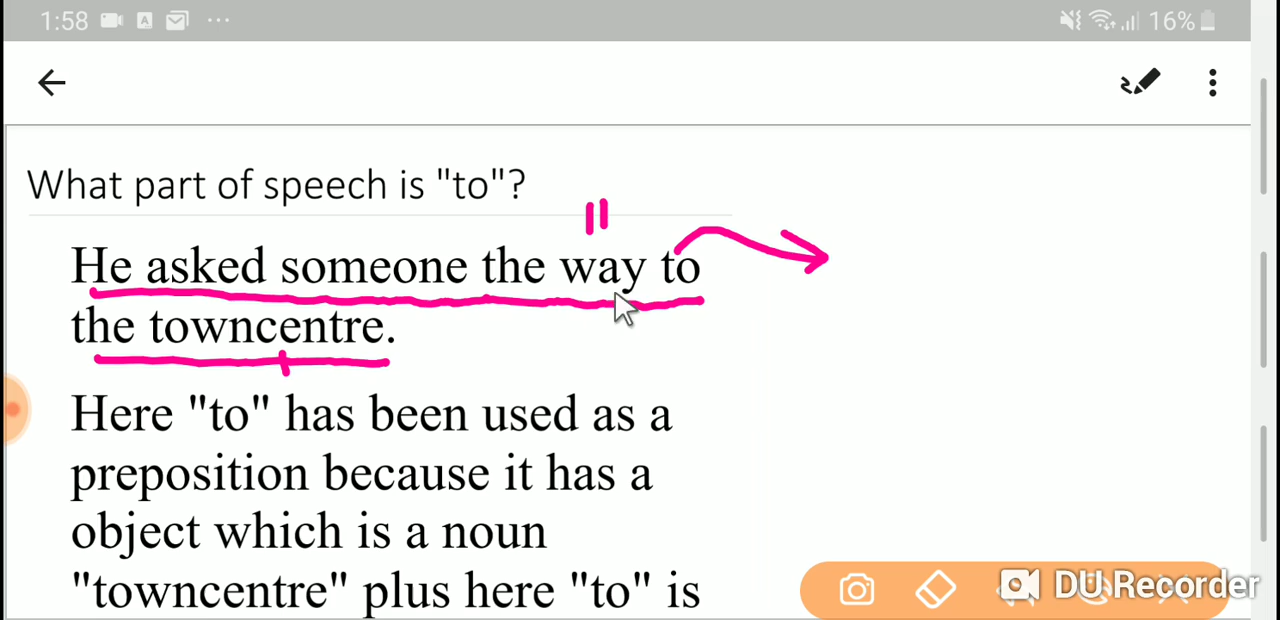 1:58 16%
What part of speech is "to"?
He asked someone the way to
the towncentre.
Here "to" has been used as a
preposition because it has a
object which is a noun
"towncentre" plus here "to" is
DU Recorder